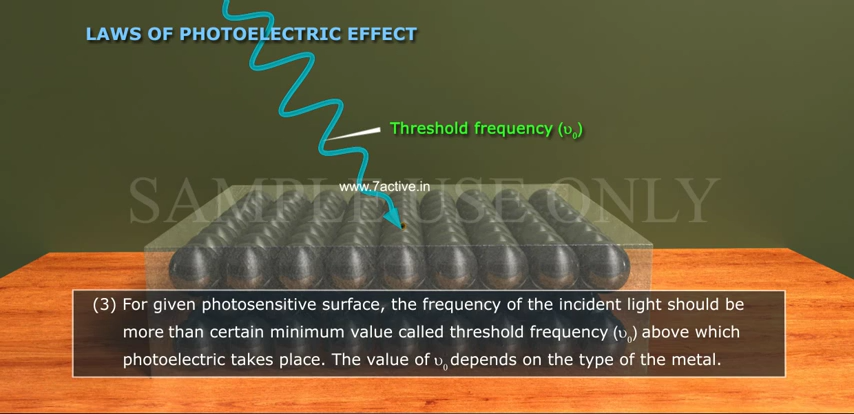 LAWS OF PHOTOELECTRIC EFFECT
Threshold frequency (υ₀)
www.7active.in
SAMPLE USE ONLY
(3) For given photosensitive surface, the frequency of the incident light should be
more than certain minimum value called threshold frequency (υ₀) above which
photoelectric takes place. The value of υ₀ depends on the type of the metal.